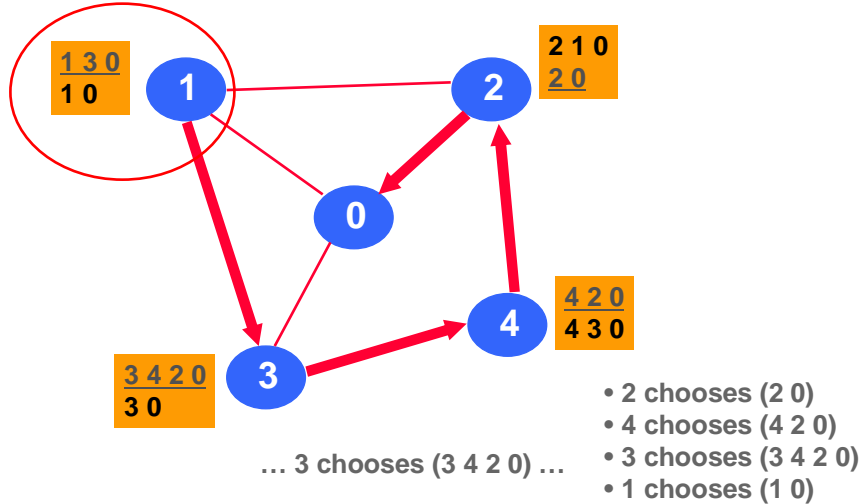 1 3 0
1 0
1
2
2 1 0
2 0
0
4
4 2 0
4 3 0
3 4 2 0
3 0
3
• 2 chooses (2 0)
• 4 chooses (4 2 0)
… 3 chooses (3 4 2 0) …
• 3 chooses (3 4 2 0)
• 1 chooses (1 0)